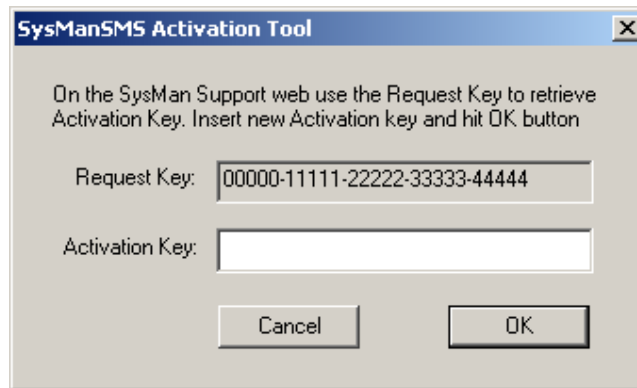 SysManSMS Activation Tool
On the SysMan Support web use the Request Key to retrieve
Activation Key. Insert new Activation key and hit OK button
Request Key: 00000-11111-22222-33333-44444
Activation Key:
Cancel OK